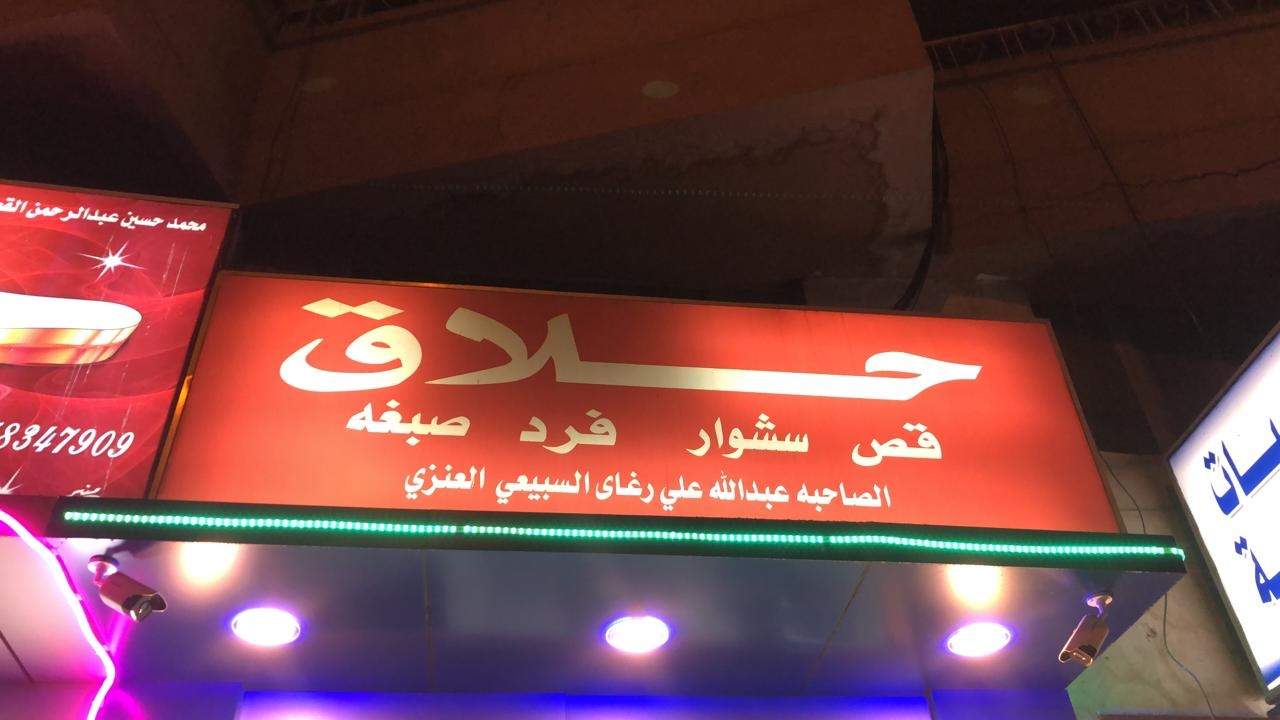 حلاق
قص سشوار فرد صبغه
الصاحبه عبدالله علي رغاى السبيعي العنزي
محمد حسين عبدالرحمن
8347909